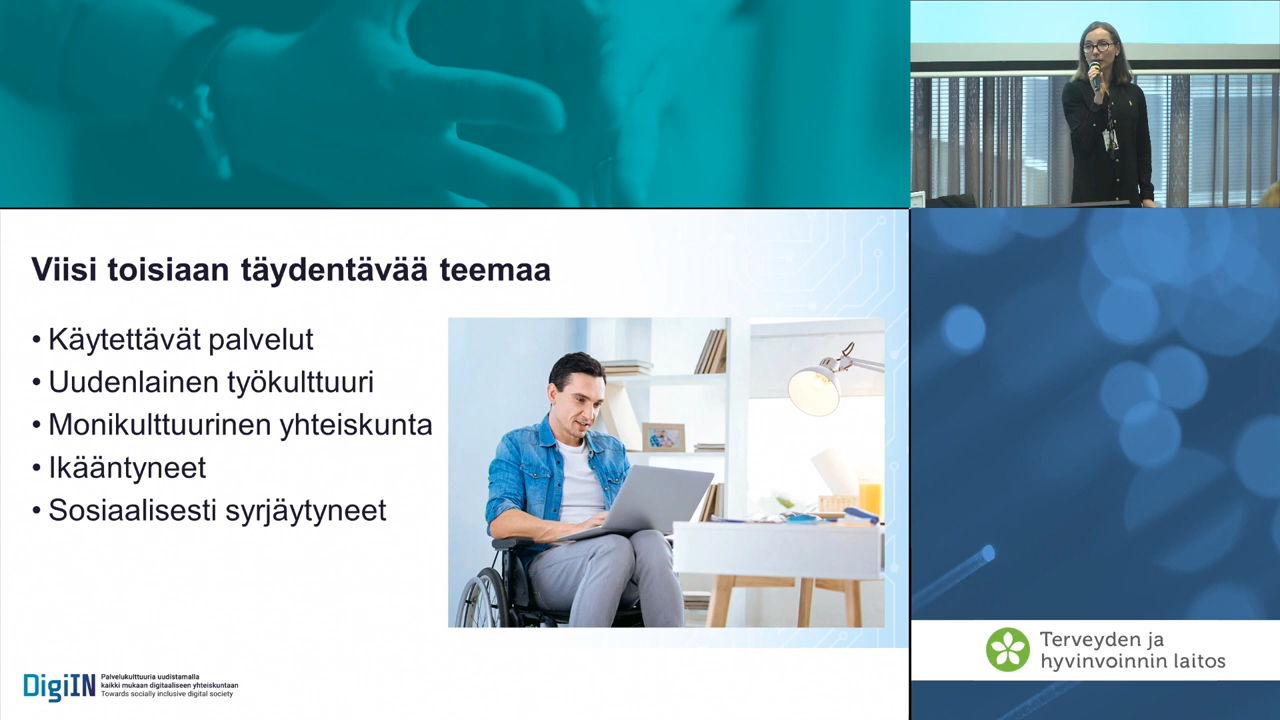 Viisi toisiaan täydentävää teemaa
• Käytettävät palvelut
• Uudenlainen työkulttuuri
• Monikulttuurinen yhteiskunta
• Ikääntyneet
• Sosiaalisesti syrjäytyneet
DigiIN
Palvelukulttuuria uudistamalla
kaikki mukaan digitaaliseen yhteiskuntaan
Towards socially inclusive digital society
Terveyden ja
hyvinvoinnin laitos